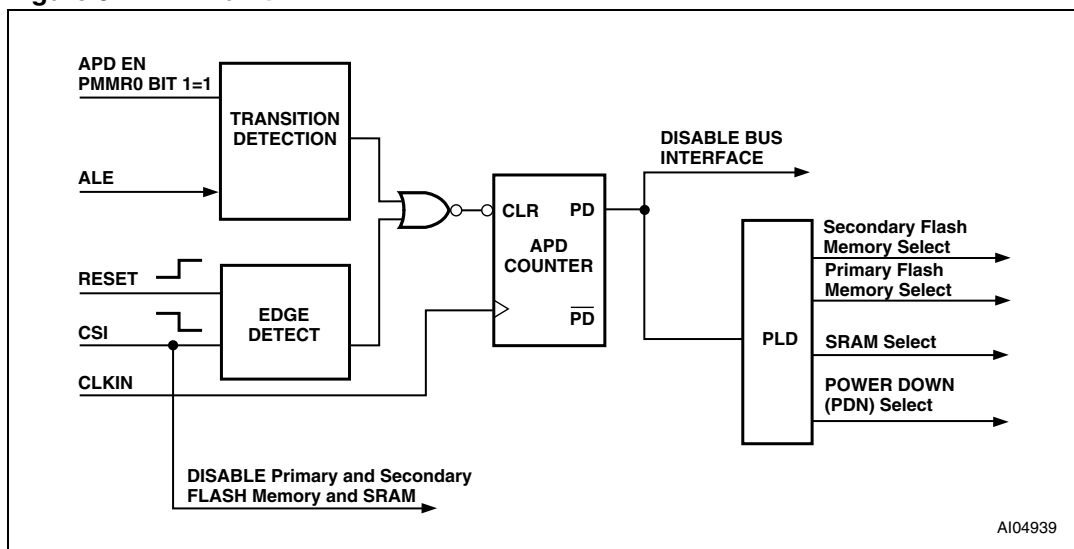 APD EN
PMMR0 BIT 1=1
TRANSITION
DETECTION
ALE
RESET
CSI
CLKIN
EDGE
DETECT
CLR
PD
APD
COUNTER
PD
DISABLE BUS
INTERFACE
PLD
Secondary Flash
Memory Select
Primary Flash
Memory Select
SRAM Select
POWER DOWN
(PDN) Select
DISABLE Primary and Secondary
FLASH Memory and SRAM
AI04939